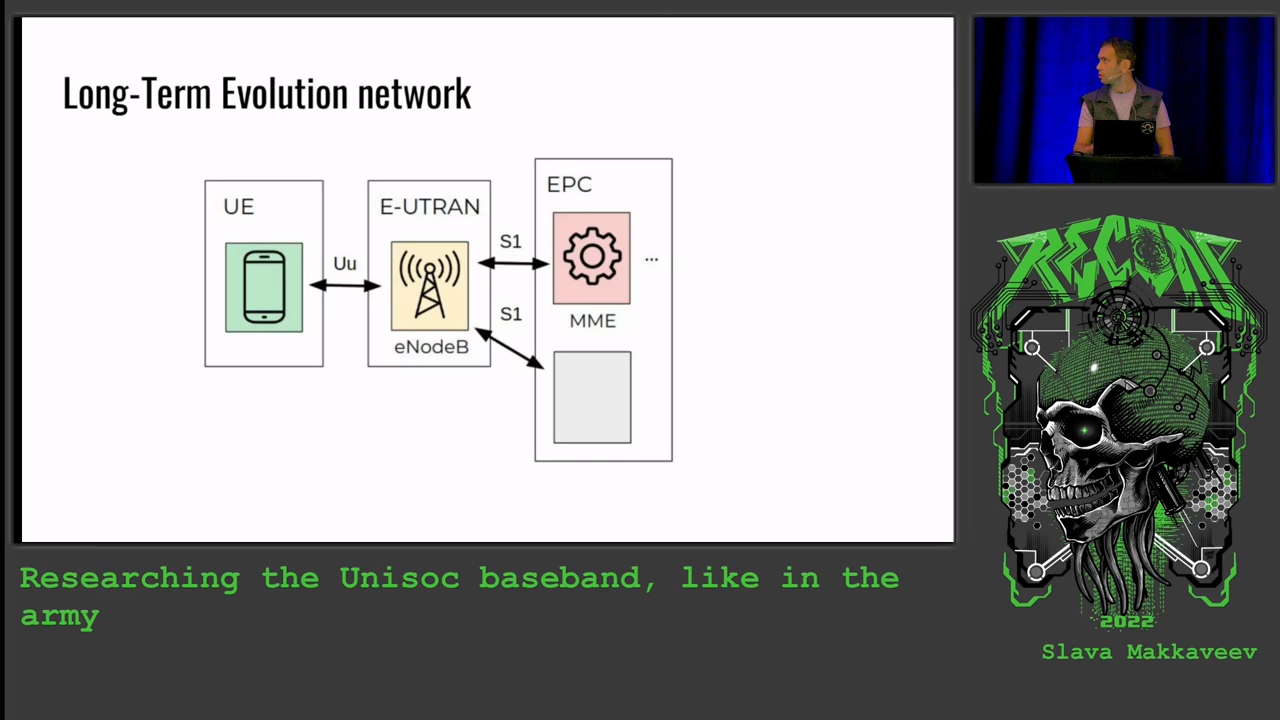 Long-Term Evolution network
UE
E-UTRAN
EPC
Uu
S1
S1
...
MME
eNodeB
RECON
2022
Researching the Unisoc baseband, like in the
army
Slava Makkaveev